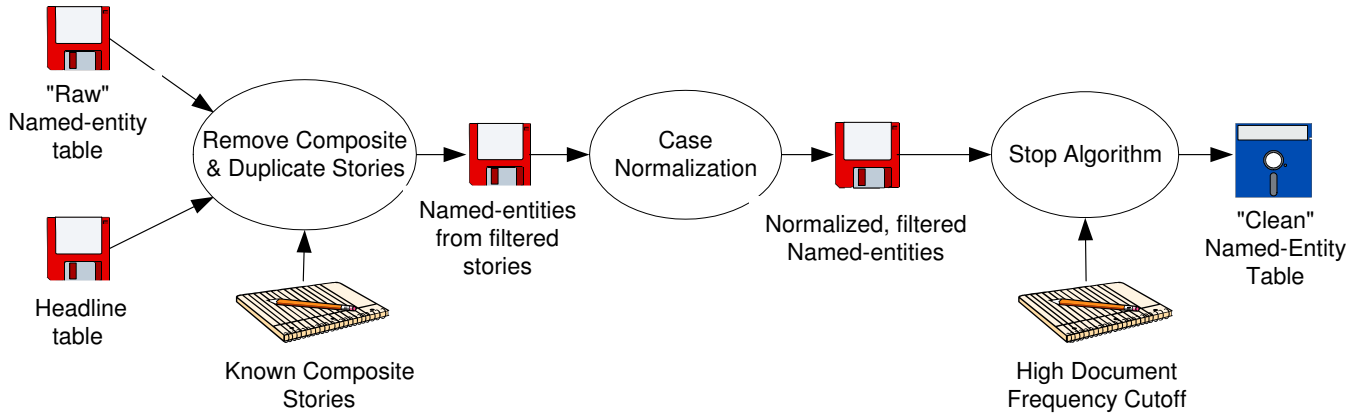 "Raw"
Named-entity
table
Headline
table
Remove Composite
& Duplicate Stories
Known Composite
Stories
Named-entities
from filtered
stories
Case
Normalization
Normalized, filtered
Named-entities
Stop Algorithm
High Document
Frequency Cutoff
"Clean"
Named-Entity
Table